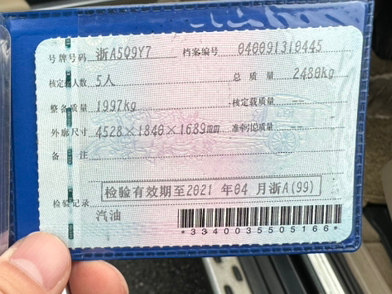 号牌号码 浙A5Q9Y7 档案编号 040091310445
核定载人数 5人 总质量 2480kg
整备质量 1997kg 核定载质量
外廓尺寸 4528×1840×1689mm 准牵引总质量
备注
检验有效期至2021年04月浙A(99)
检验记录
汽油
*3340035505166*